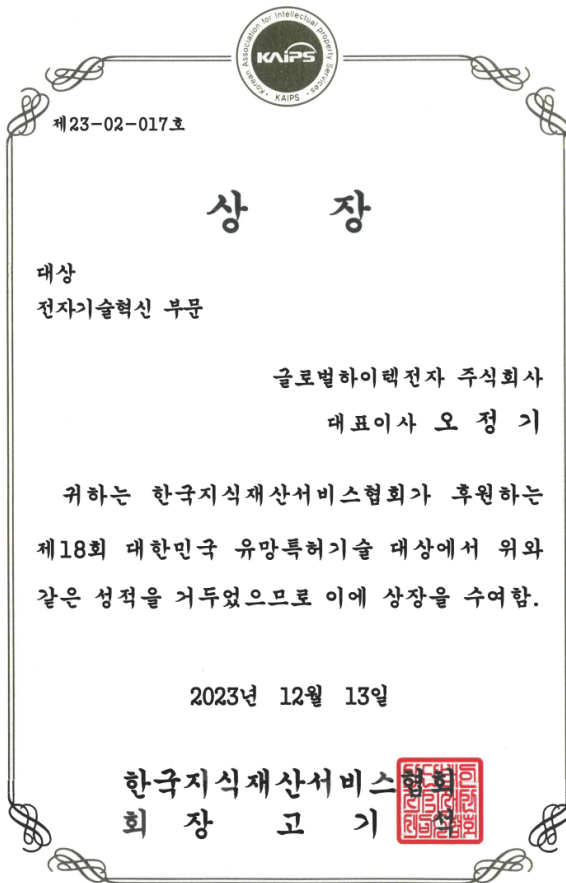 Korean Association for Intellectual property Services
KAIPS
KAIPS
제23-02-017호
상 장
대상
전자기술혁신 부문
글로벌하이텍전자 주식회사
대표이사 오 정 기
귀하는 한국지식재산서비스협회가 후원하는
제18회 대한민국 유망특허기술 대상에서 위와
같은 성적을 거두었으므로 이에 상장을 수여함.
2023년 12월 13일
한국지식재산서비스협회
회 장 고 기 석